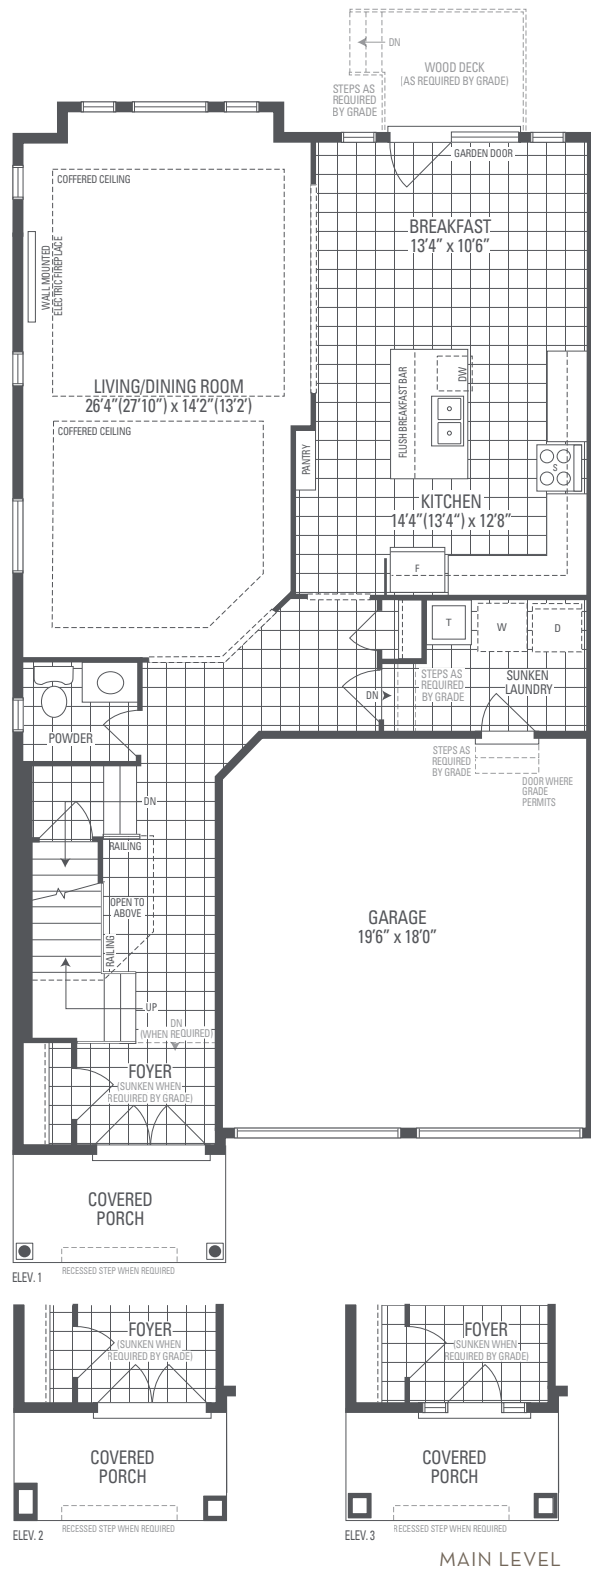 DN
WOOD DECK
(AS REQUIRED BY GRADE)
STEPS AS
REQUIRED
BY GRADE
GARDEN DOOR
COFFERED CEILING
BREAKFAST
13'4" x 10'6"
WALL MOUNTED
ELECTRIC FIREPLACE
LIVING/DINING ROOM
26'4"(27'10") x 14'2"(13'2')
FLUSH BREAKFAST BAR
DW
COFFERED CEILING
PANTRY
S
KITCHEN
14'4"(13'4") x 12'8"
F
T
W
D
STEPS AS
REQUIRED
BY GRADE
SUNKEN
LAUNDRY
DN
POWDER
STEPS AS
REQUIRED
BY GRADE
DOOR WHERE
GRADE
PERMITS
DN
RAILING
OPEN TO
ABOVE
RAILING
GARAGE
19'6" x 18'0"
UP
DN
(WHEN REQUIRED)
FOYER
(SUNKEN WHEN
REQUIRED BY GRADE)
COVERED
PORCH
RECESSED STEP WHEN REQUIRED
ELEV. 1
FOYER
(SUNKEN WHEN
REQUIRED BY GRADE)
COVERED
PORCH
RECESSED STEP WHEN REQUIRED
ELEV. 2
FOYER
(SUNKEN WHEN
REQUIRED BY GRADE)
COVERED
PORCH
RECESSED STEP WHEN REQUIRED
ELEV. 3
MAIN LEVEL